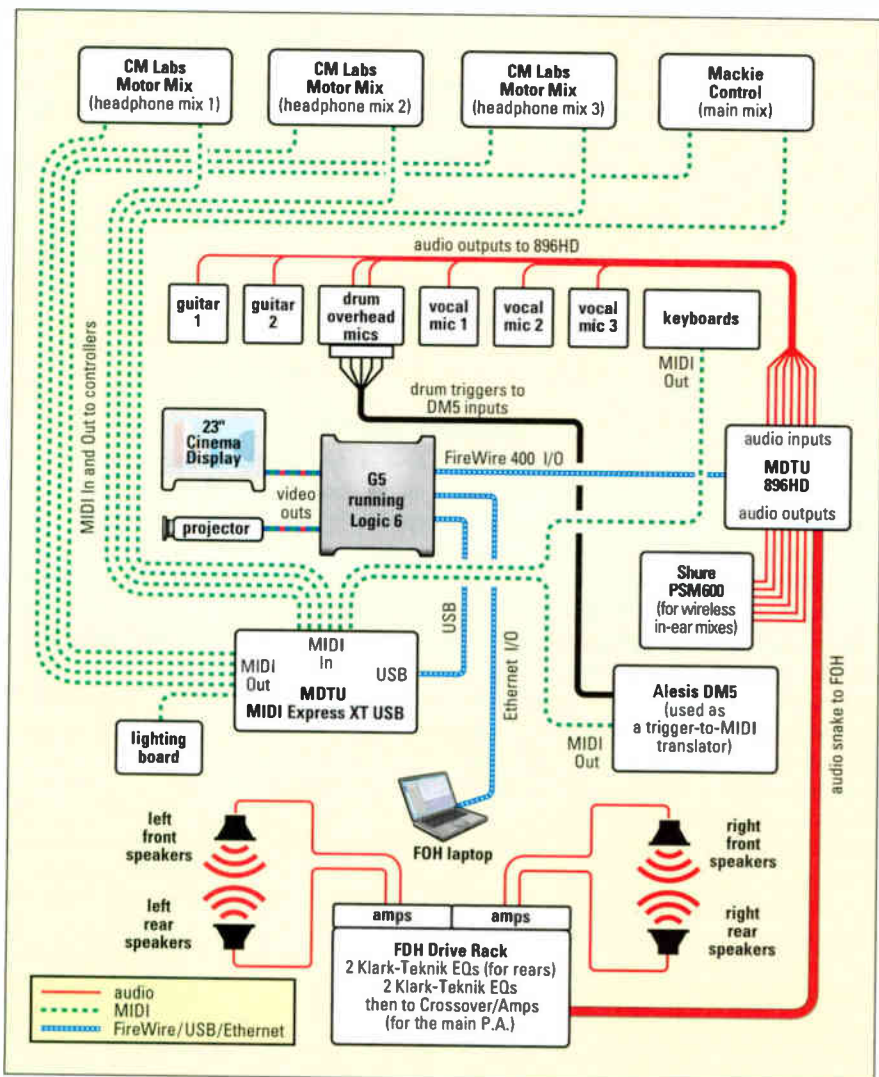 CM Labs
Motor Mix
(headphone mix 1)
CM Labs
Motor Mix
(headphone mix 2)
CM Labs
Motor Mix
(headphone mix 3)
Mackie
Control
(main mix)
MIDI In and Out to controllers
audio outputs to 896HD
guitar
1
guitar
2
drum
overhead
mics
vocal
mic 1
vocal
mic 2
vocal
mic 3
keyboards
MIDI
Out
drum triggers to
DM5 inputs
23"
Cinema
Display
projector
video
outs
G5
running
Logic 6
FireWire 400 I/O
audio inputs
MDTU
896HD
audio outputs
Shure
PSM600
(for wireless
in-ear mixes)
USB
Ethernet I/O
MIDI
In
MIDI
Out
USB
MDTU
MIDI Express XT USB
lighting
board
Alesis DM5
(used as
a trigger-to-MIDI
translator)
MIDI
Out
audio snake to FOH
FOH laptop
left
front
speakers
left
rear
speakers
right
front
speakers
right
rear
speakers
amps
amps
FDH Drive Rack
2 Klark-Teknik EQs (for rears)
2 Klark-Teknik EQs
then to Crossover/Amps
(for the main P.A.)
audio
MIDI
FireWire/USB/Ethernet